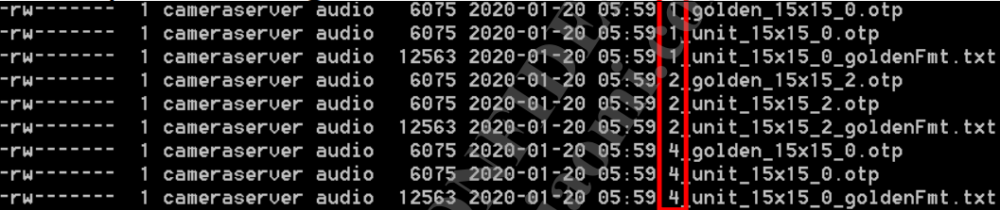 -rw------- 1 cameraserver audio 6075 2020-01-20 05:59 1_golden_15x15_0.otp
-rw------- 1 cameraserver audio 6075 2020-01-20 05:59 1_unit_15x15_0.otp
-rw------- 1 cameraserver audio 12563 2020-01-20 05:59 1_unit_15x15_0_goldenFmt.txt
-rw------- 1 cameraserver audio 6075 2020-01-20 05:59 2_golden_15x15_2.otp
-rw------- 1 cameraserver audio 6075 2020-01-20 05:59 2_unit_15x15_2.otp
-rw------- 1 cameraserver audio 12563 2020-01-20 05:59 2_unit_15x15_2_goldenFmt.txt
-rw------- 1 cameraserver audio 6075 2020-01-20 05:59 4_golden_15x15_0.otp
-rw------- 1 cameraserver audio 6075 2020-01-20 05:59 4_unit_15x15_0.otp
-rw------- 1 cameraserver audio 12563 2020-01-20 05:59 4_unit_15x15_0_goldenFmt.txt